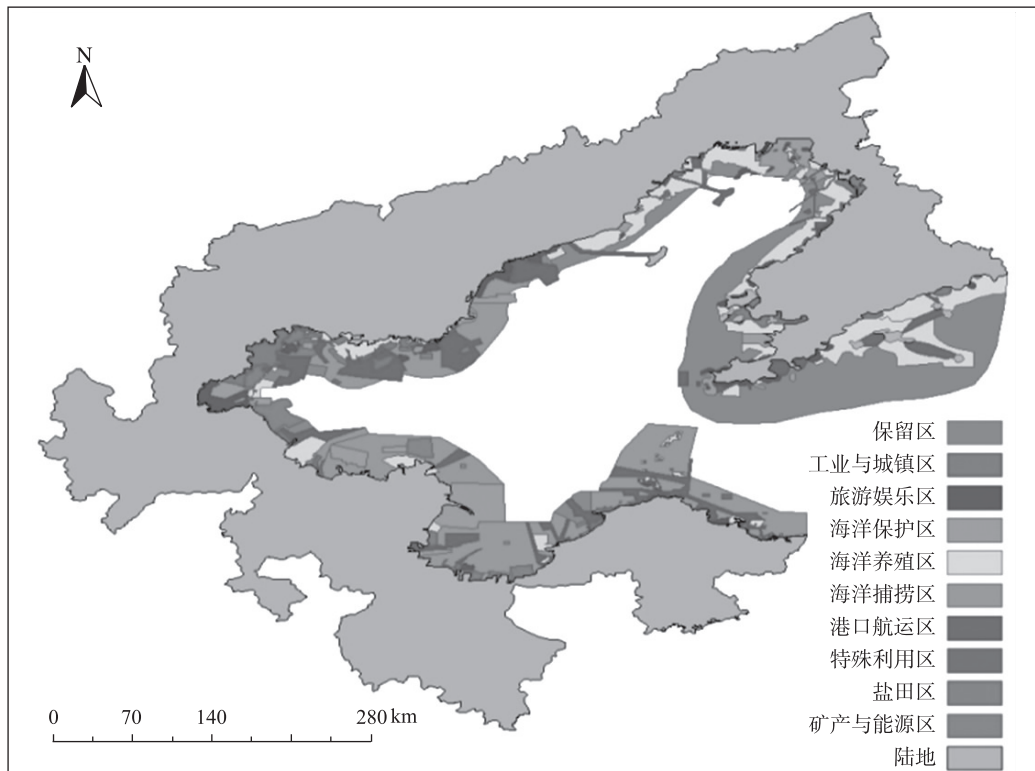 N
保留区
工业与城镇区
旅游娱乐区
海洋保护区
海洋养殖区
海洋捕捞区
港口航运区
特殊利用区
盐田区
矿产与能源区
陆地
0 70 140 280 km